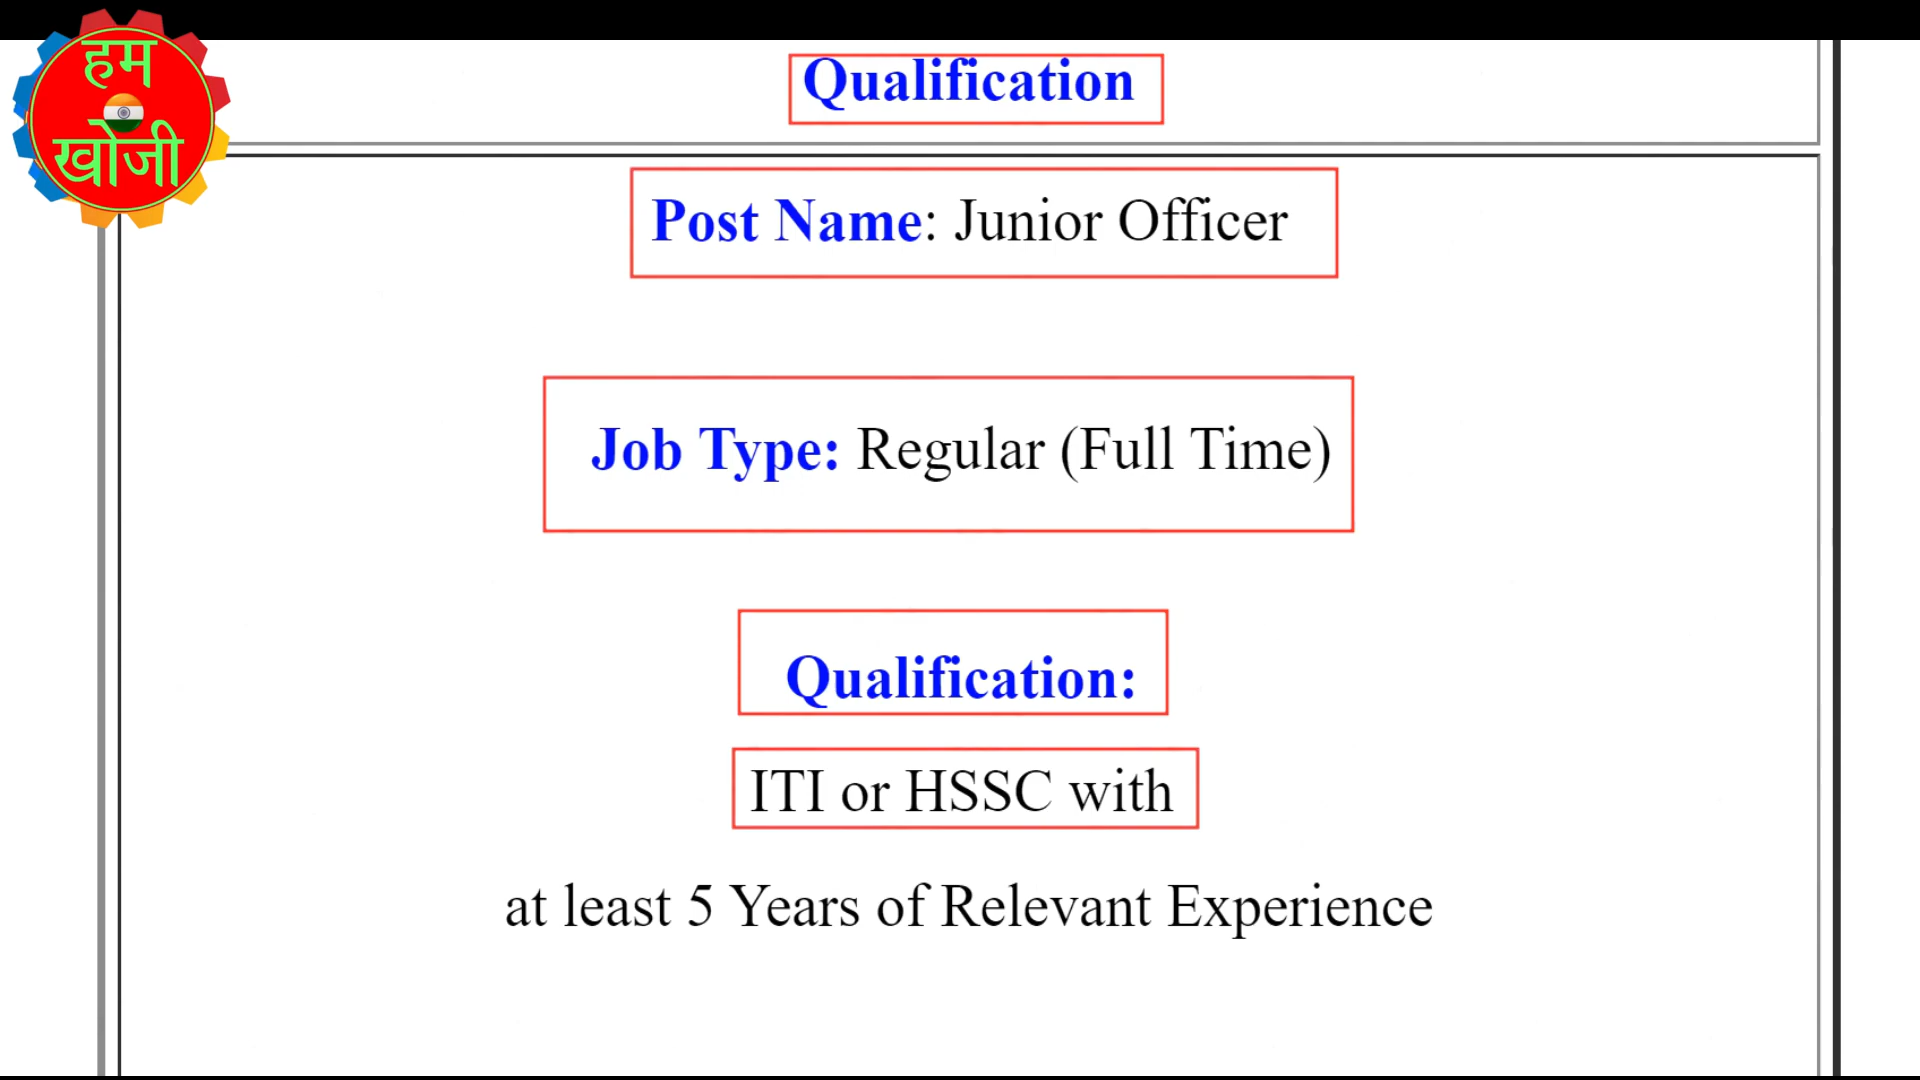 हम
खोजी
Qualification
Post Name: Junior Officer
Job Type: Regular (Full Time)
Qualification:
ITI or HSSC with
at least 5 Years of Relevant Experience